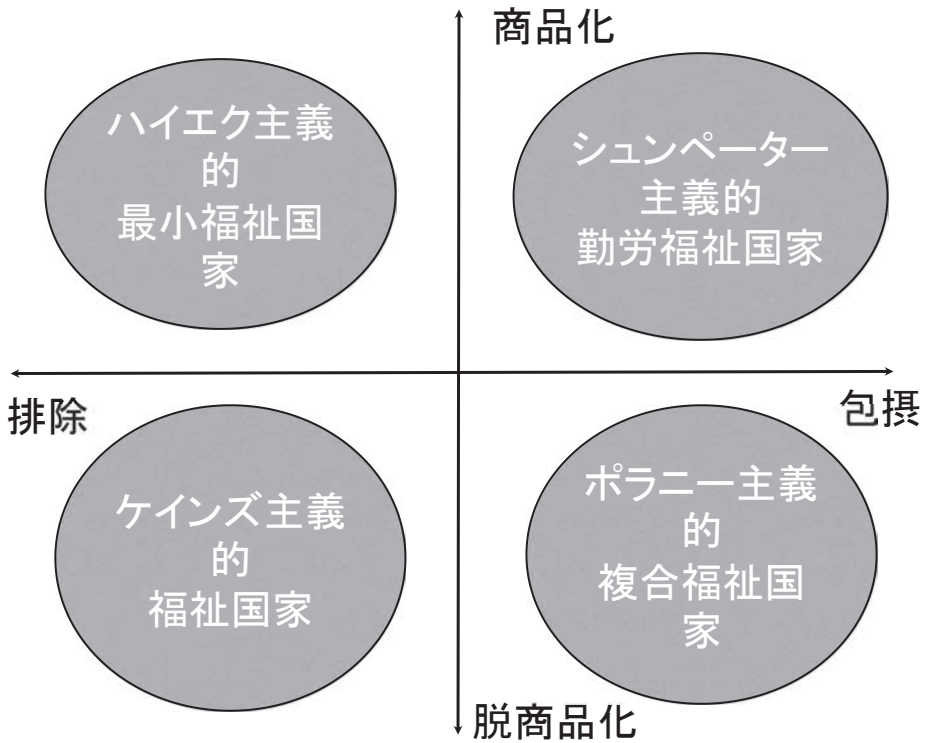 商品化
ハイエク主義
的
最小福祉国
家
シュンペーター
主義的
勤労福祉国家
排除
包摂
ケインズ主義
的
福祉国家
ポラニー主義
的
複合福祉国
家
脱商品化